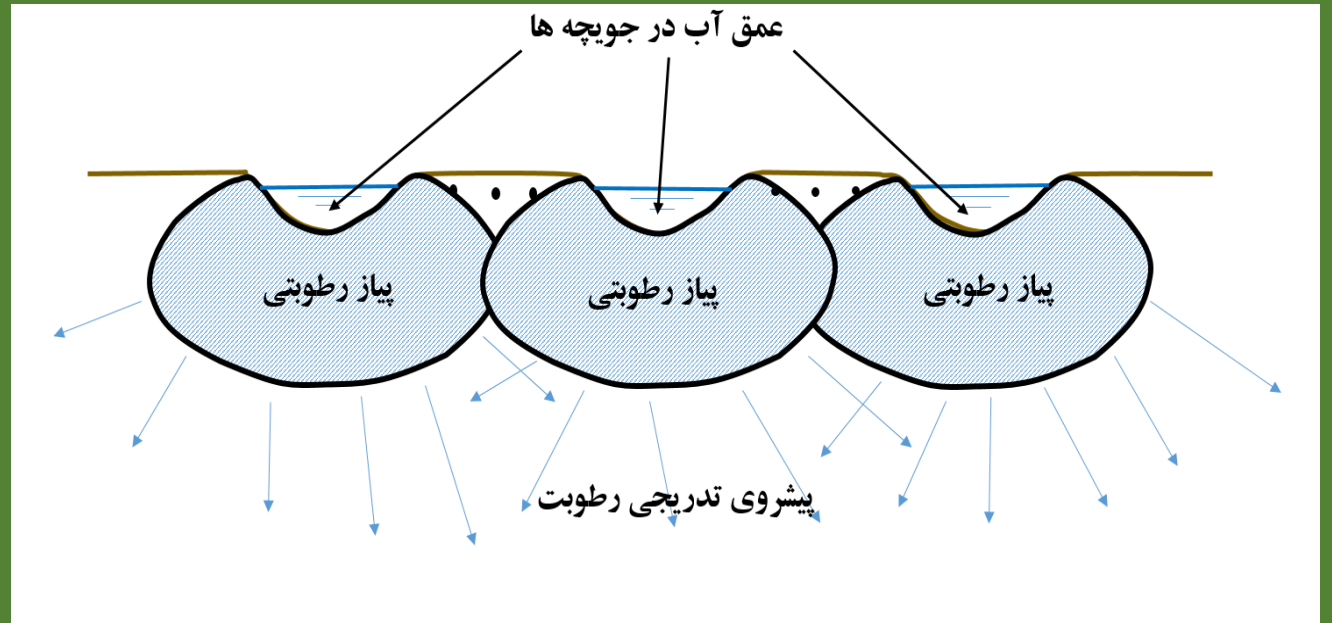 عمق آب در جویچه ها
پیاز رطوبتی
پیاز رطوبتی
پیاز رطوبتی
پیشروی تدریجی رطوبت